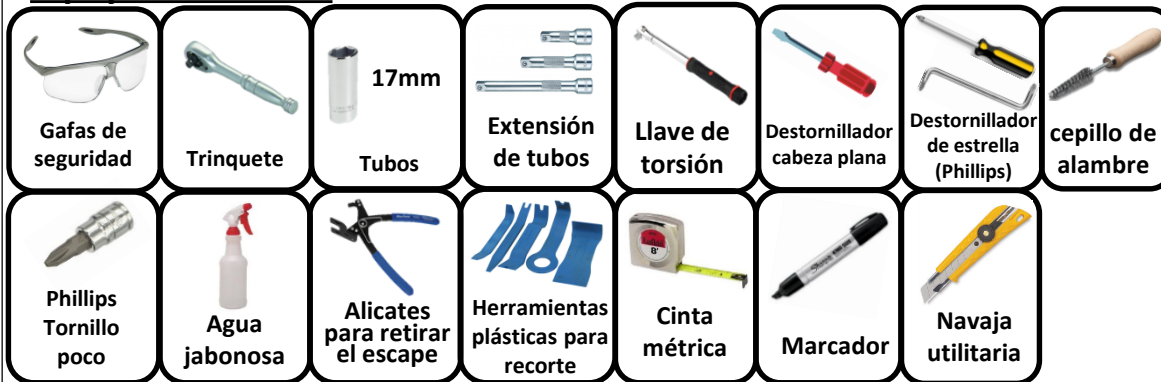 Gafas de
seguridad
Trinquete
17mm
Tubos
Extensión
de tubos
Llave de
torsión
Destornillador
cabeza plana
Destornillador
de estrella
(Phillips)
cepillo de
alambre
Phillips
Tornillo
poco
Agua
jabonosa
Alicates
para retirar
el escape
Herramientas
plásticas para
recorte
8'
Cinta
métrica
Sharpie
Marcador
Navaja
utilitaria